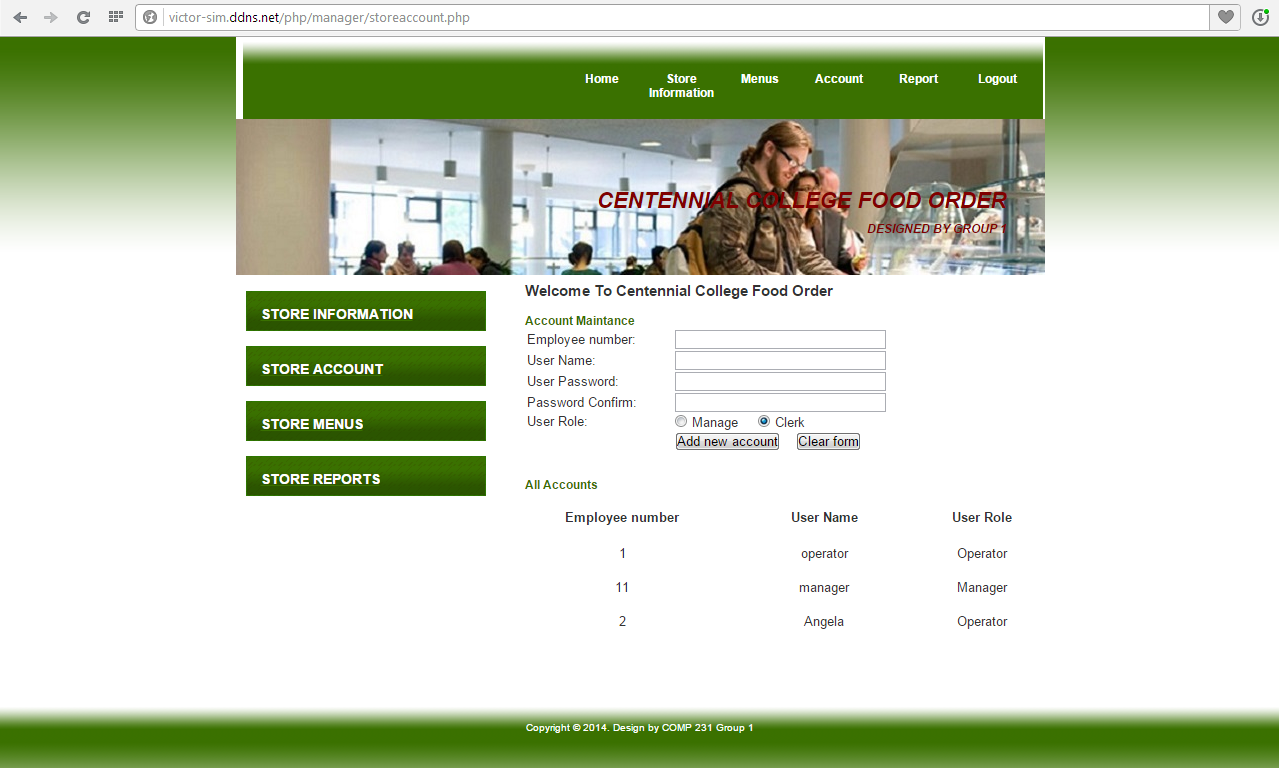 victor-sim.ddns.net/php/manager/storeaccount.php
Home Store Information Menus Account Report Logout
CENTENNIAL COLLEGE FOOD ORDER
DESIGNED BY GROUP 1
STORE INFORMATION
STORE ACCOUNT
STORE MENUS
STORE REPORTS
Welcome To Centennial College Food Order
Account Maintance
Employee number:
User Name:
User Password:
Password Confirm:
User Role: Manage Clerk
Add new account Clear form
All Accounts
Employee number User Name User Role
1 operator Operator
11 manager Manager
2 Angela Operator
Copyright © 2014. Design by COMP 231 Group 1